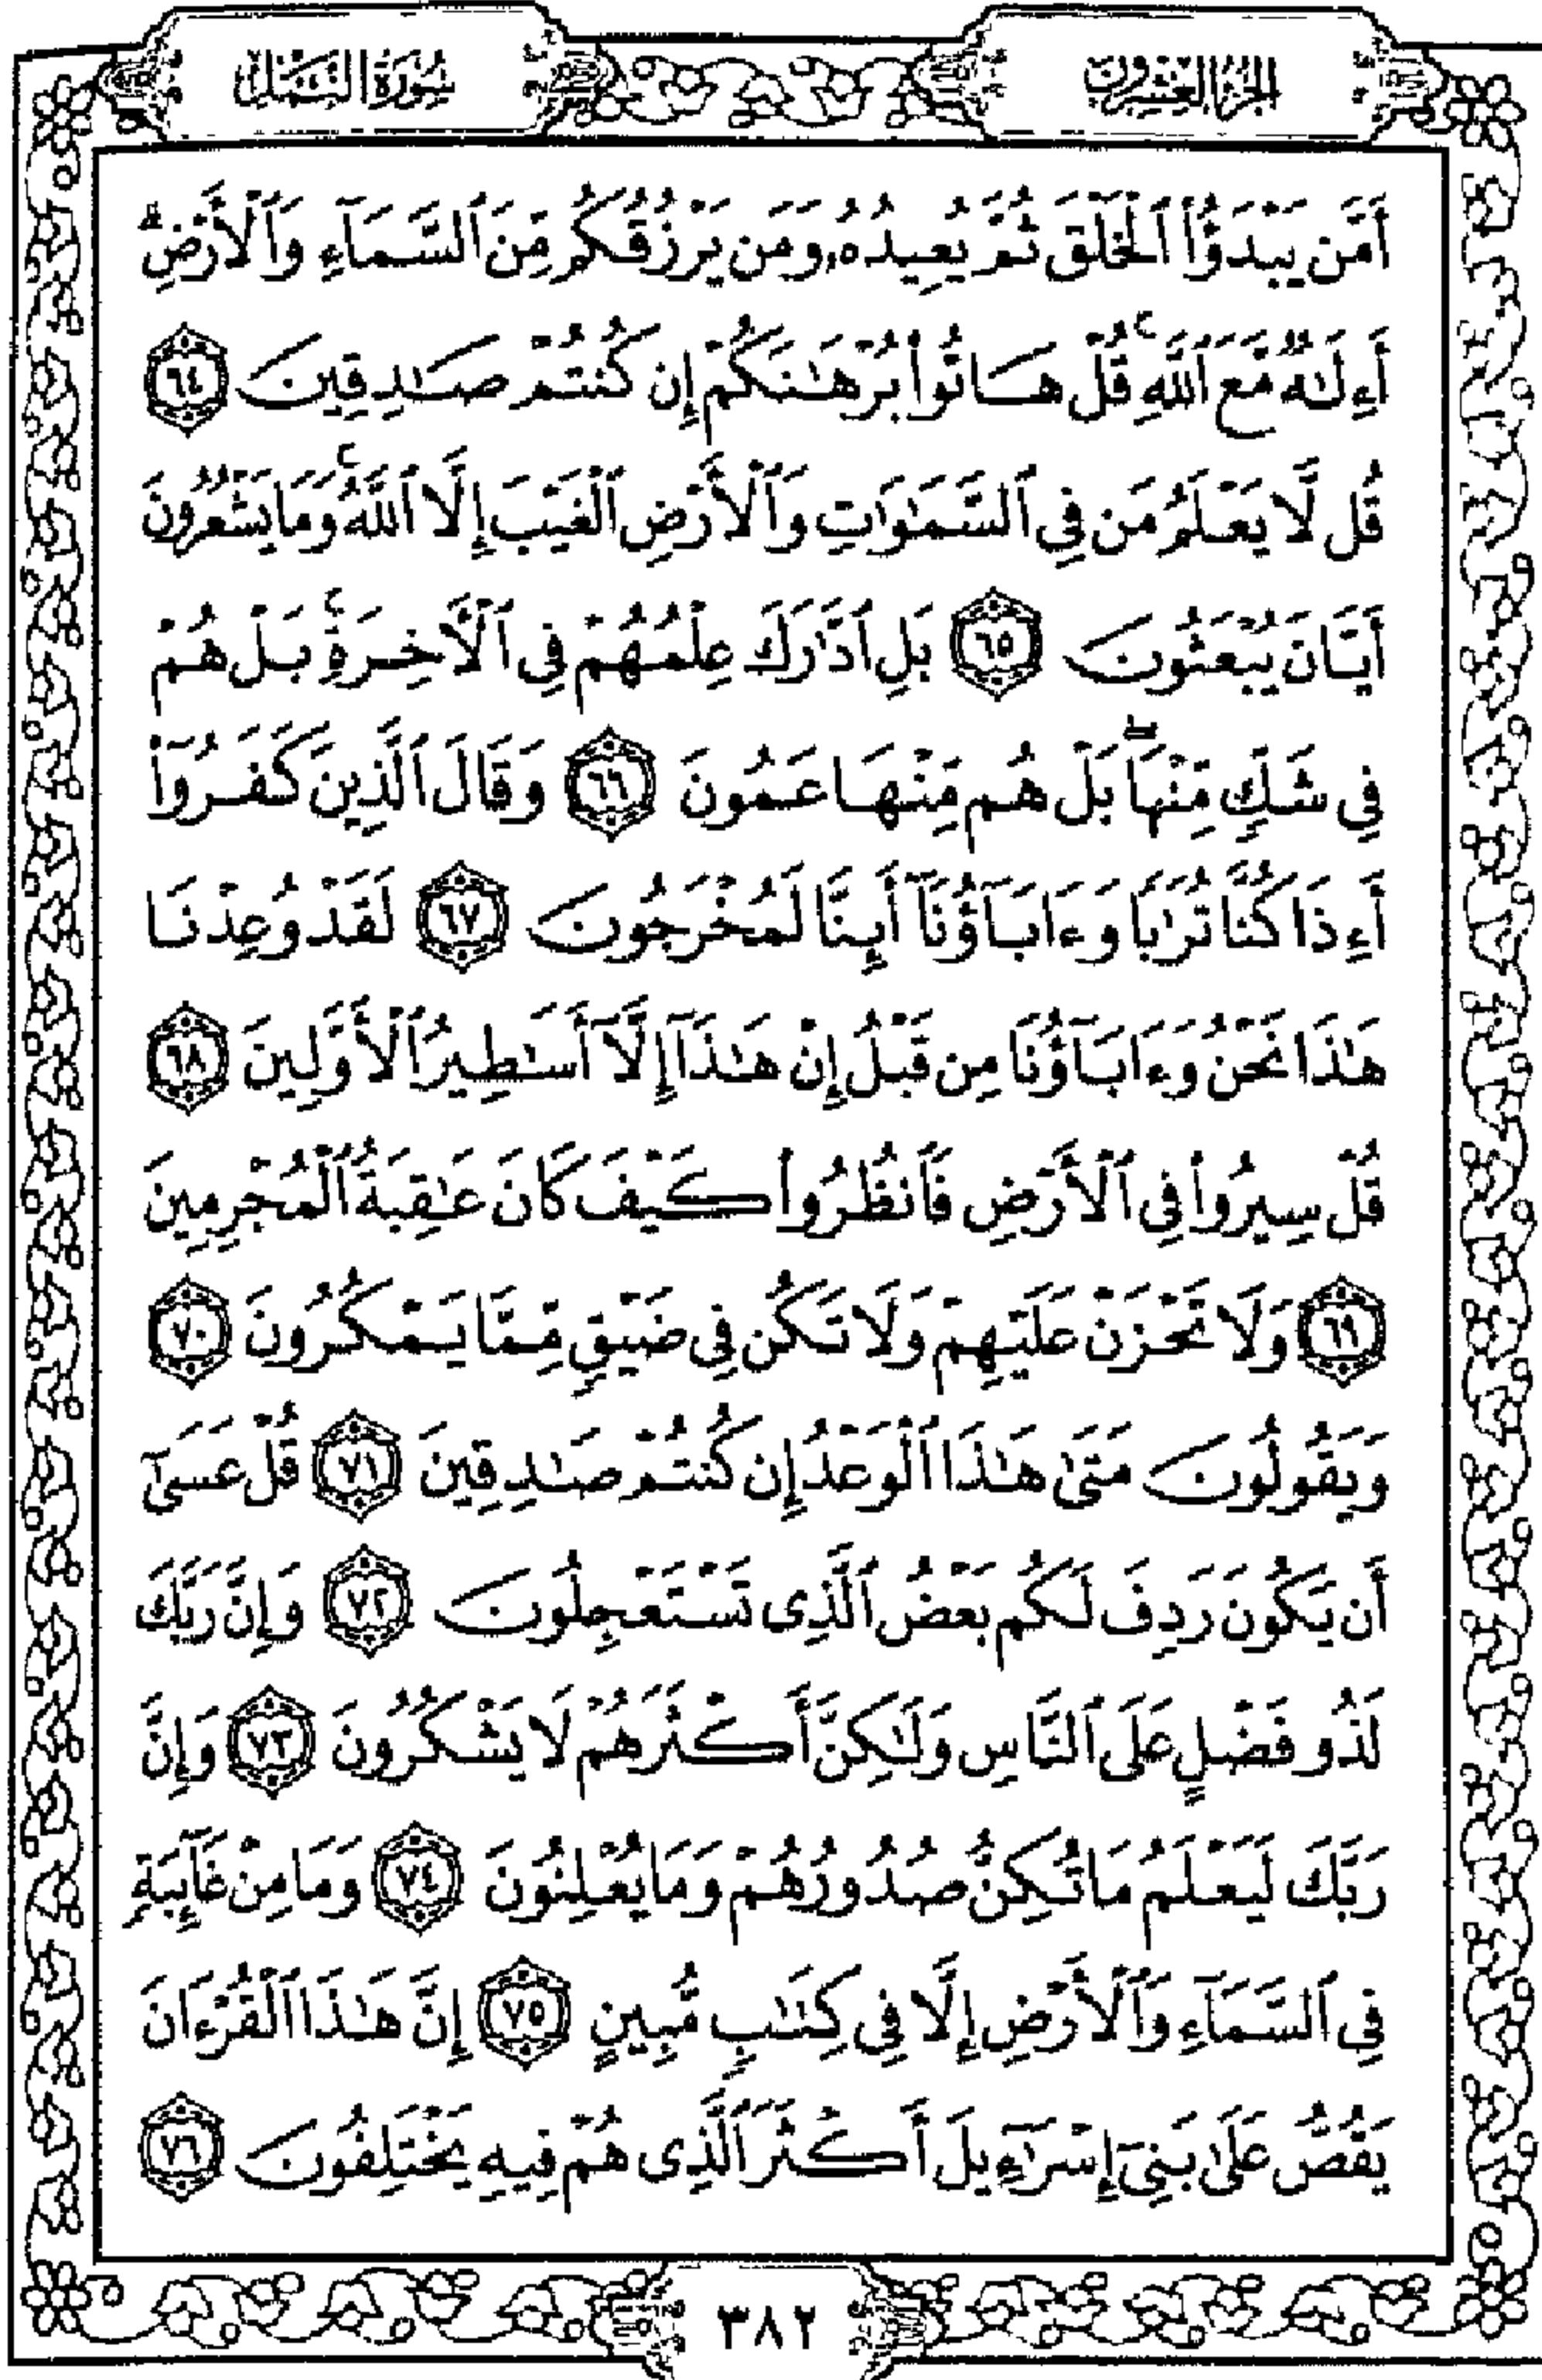 الجزء العشرون
سورة النمل
أَمَّن يَبْدَؤُا۟ ٱلْخَلْقَ ثُمَّ يُعِيدُهُۥ وَمَن يَرْزُقُكُم مِّنَ ٱلسَّمَآءِ وَٱلْأَرْضِ ۗ
أَءِلَٰهٌ مَّعَ ٱللَّهِ ۚ قُلْ هَاتُوا۟ بُرْهَٰنَكُمْ إِن كُنتُمْ صَٰدِقِينَ ٦٤
قُل لَّا يَعْلَمُ مَن فِى ٱلسَّمَٰوَٰتِ وَٱلْأَرْضِ ٱلْغَيْبَ إِلَّا ٱللَّهُ ۚ وَمَا يَشْعُرُونَ
أَيَّانَ يُبْعَثُونَ ٦٥ بَلِ ٱدَّٰرَكَ عِلْمُهُمْ فِى ٱلْءَاخِرَةِ ۚ بَلْ هُمْ
فِى شَكٍّ مِّنْهَا ۖ بَلْ هُم مِّنْهَا عَمُونَ ٦٦ وَقَالَ ٱلَّذِينَ كَفَرُوٓا۟
أَءِذَا كُنَّا تُرَٰبًا وَءَابَآؤُنَآ أَئِنَّا لَمُخْرَجُونَ ٦٧ لَقَدْ وُعِدْنَا
هَٰذَا نَحْنُ وَءَابَآؤُنَا مِن قَبْلُ إِنْ هَٰذَآ إِلَّآ أَسَٰطِيرُ ٱلْأَوَّلِينَ ٦٨
قُلْ سِيرُوا۟ فِى ٱلْأَرْضِ فَٱنظُرُوا۟ كَيْفَ كَانَ عَٰقِبَةُ ٱلْمُجْرِمِينَ
٦٩ وَلَا تَحْزَنْ عَلَيْهِمْ وَلَا تَكُن فِى ضَيْقٍ مِّمَّا يَمْكُرُونَ ٧٠
وَيَقُولُونَ مَتَىٰ هَٰذَا ٱلْوَعْدُ إِن كُنتُمْ صَٰدِقِينَ ٧١ قُلْ عَسَىٰٓ
أَن يَكُونَ رَدِفَ لَكُم بَعْضُ ٱلَّذِى تَسْتَعْجِلُونَ ٧٢ وَإِنَّ رَبَّكَ
لَذُو فَضْلٍ عَلَى ٱلنَّاسِ وَلَٰكِنَّ أَكْثَرَهُمْ لَا يَشْكُرُونَ ٧٣ وَإِنَّ
رَبَّكَ لَيَعْلَمُ مَا تُكِنُّ صُدُورُهُمْ وَمَا يُعْلِنُونَ ٧٤ وَمَا مِنْ غَآئِبَةٍ
فِى ٱلسَّمَآءِ وَٱلْأَرْضِ إِلَّا فِى كِتَٰبٍ مُّبِينٍ ٧٥ إِنَّ هَٰذَا ٱلْقُرْءَانَ
يَقُصُّ عَلَىٰ بَنِىٓ إِسْرَٰٓءِيلَ أَكْثَرَ ٱلَّذِى هُمْ فِيهِ يَخْتَلِفُونَ ٧٦
٣٨٢